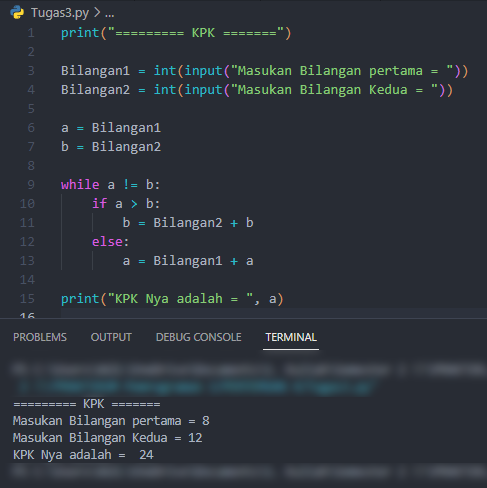 Tugas3.py > ...
1 print("========= KPK =======")
2
3 Bilangan1 = int(input("Masukan Bilangan pertama = "))
4 Bilangan2 = int(input("Masukan Bilangan Kedua = "))
5
6 a = Bilangan1
7 b = Bilangan2
8
9 while a != b:
10     if a > b:
11         b = Bilangan2 + b
12     else:
13         a = Bilangan1 + a
14
15 print("KPK Nya adalah = ", a)
16
PROBLEMS OUTPUT DEBUG CONSOLE TERMINAL
========= KPK =======
Masukan Bilangan pertama = 8
Masukan Bilangan Kedua = 12
KPK Nya adalah =  24